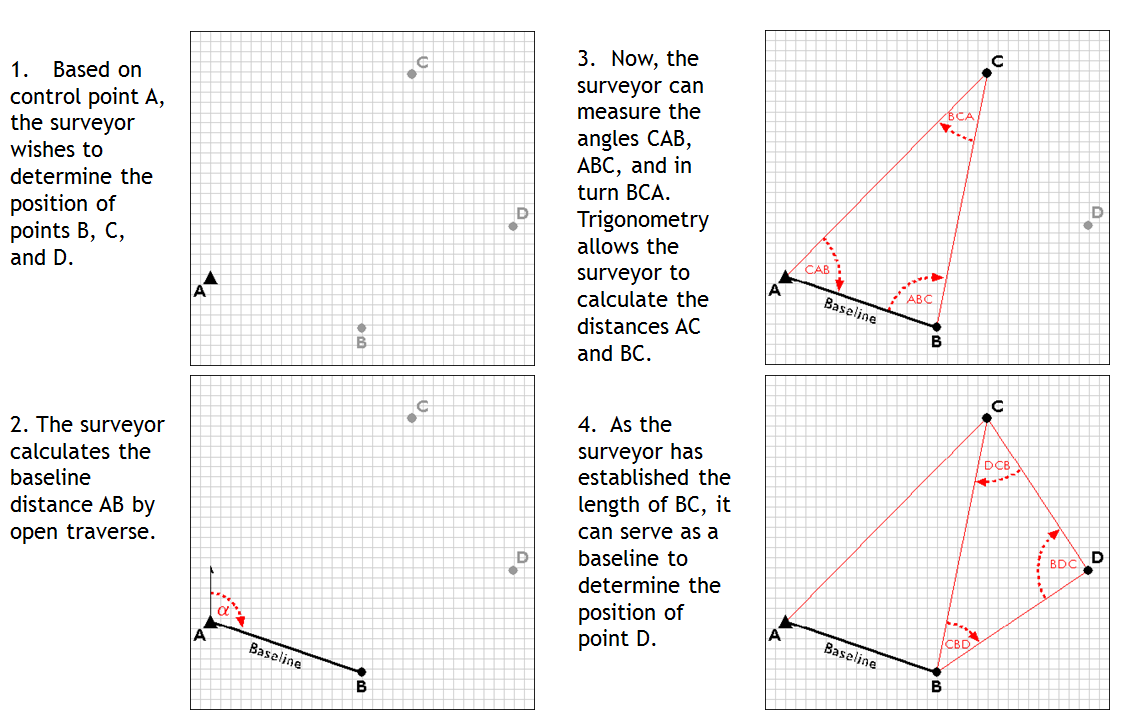 1. Based on
control point A,
the surveyor
wishes to
determine the
position of
points B, C,
and D.
C
D
A
B
2. The surveyor
calculates the
baseline
distance AB by
open traverse.
C
D
α
A
Baseline
B
3. Now, the
surveyor can
measure the
angles CAB,
ABC, and in
turn BCA.
Trigonometry
allows the
surveyor to
calculate the
distances AC
and BC.
C
BCA
D
CAB
A
ABC
Baseline
B
4. As the
surveyor has
established the
length of BC, it
can serve as a
baseline to
determine the
position of
point D.
C
DCB
D
BDC
A
CBD
Baseline
B